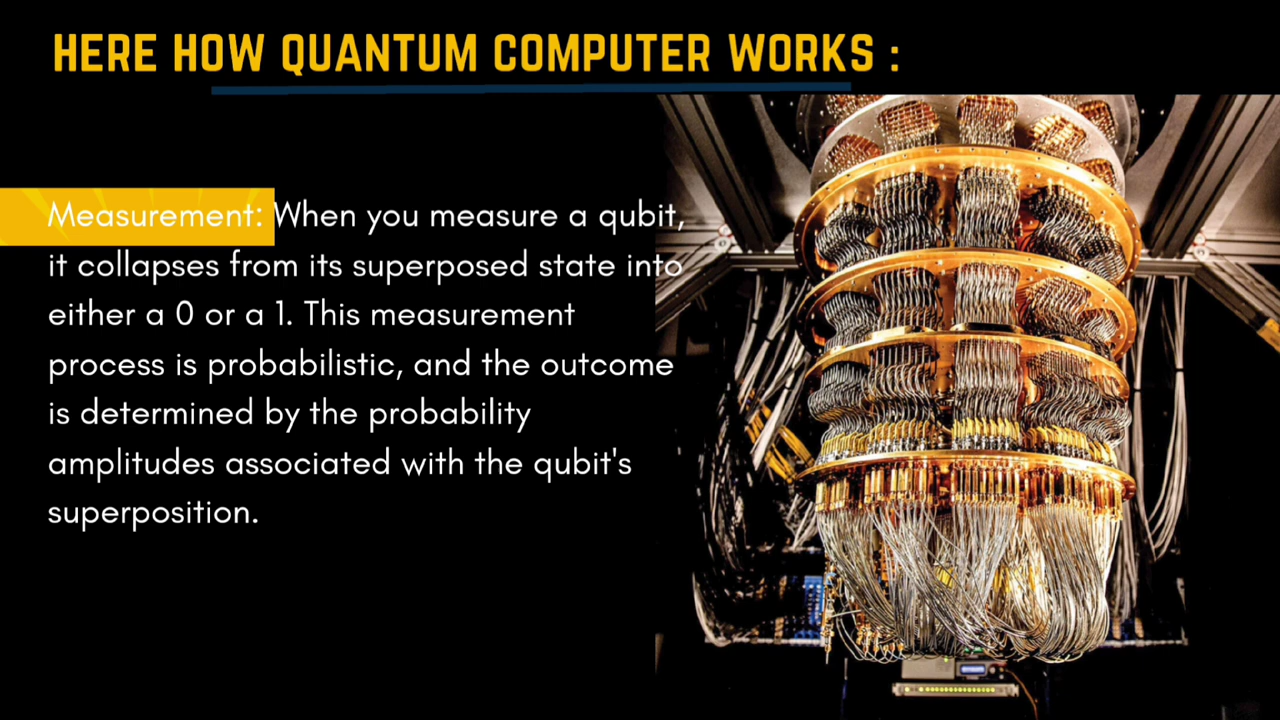 HERE HOW QUANTUM COMPUTER WORKS :
Measurement: When you measure a qubit,
it collapses from its superposed state into
either a 0 or a 1. This measurement
process is probabilistic, and the outcome
is determined by the probability
amplitudes associated with the qubit's
superposition.